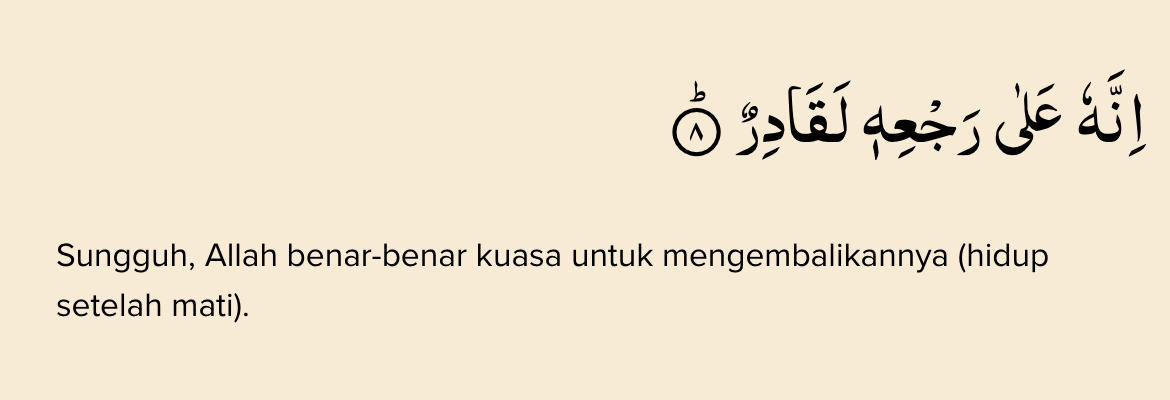 اِنَّهٗ عَلٰى رَجْعِهٖ لَقَادِرٌ ۗ ٨
Sungguh, Allah benar-benar kuasa untuk mengembalikannya (hidup
setelah mati).